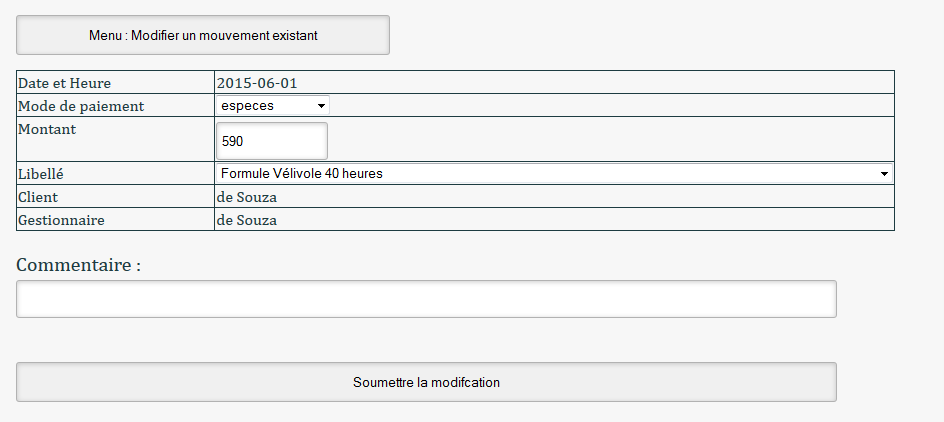 Menu : Modifier un mouvement existant
Date et Heure 2015-06-01
Mode de paiement especes
Montant 590
Libellé Formule Vélivole 40 heures
Client de Souza
Gestionnaire de Souza
Commentaire :
Soumettre la modifcation